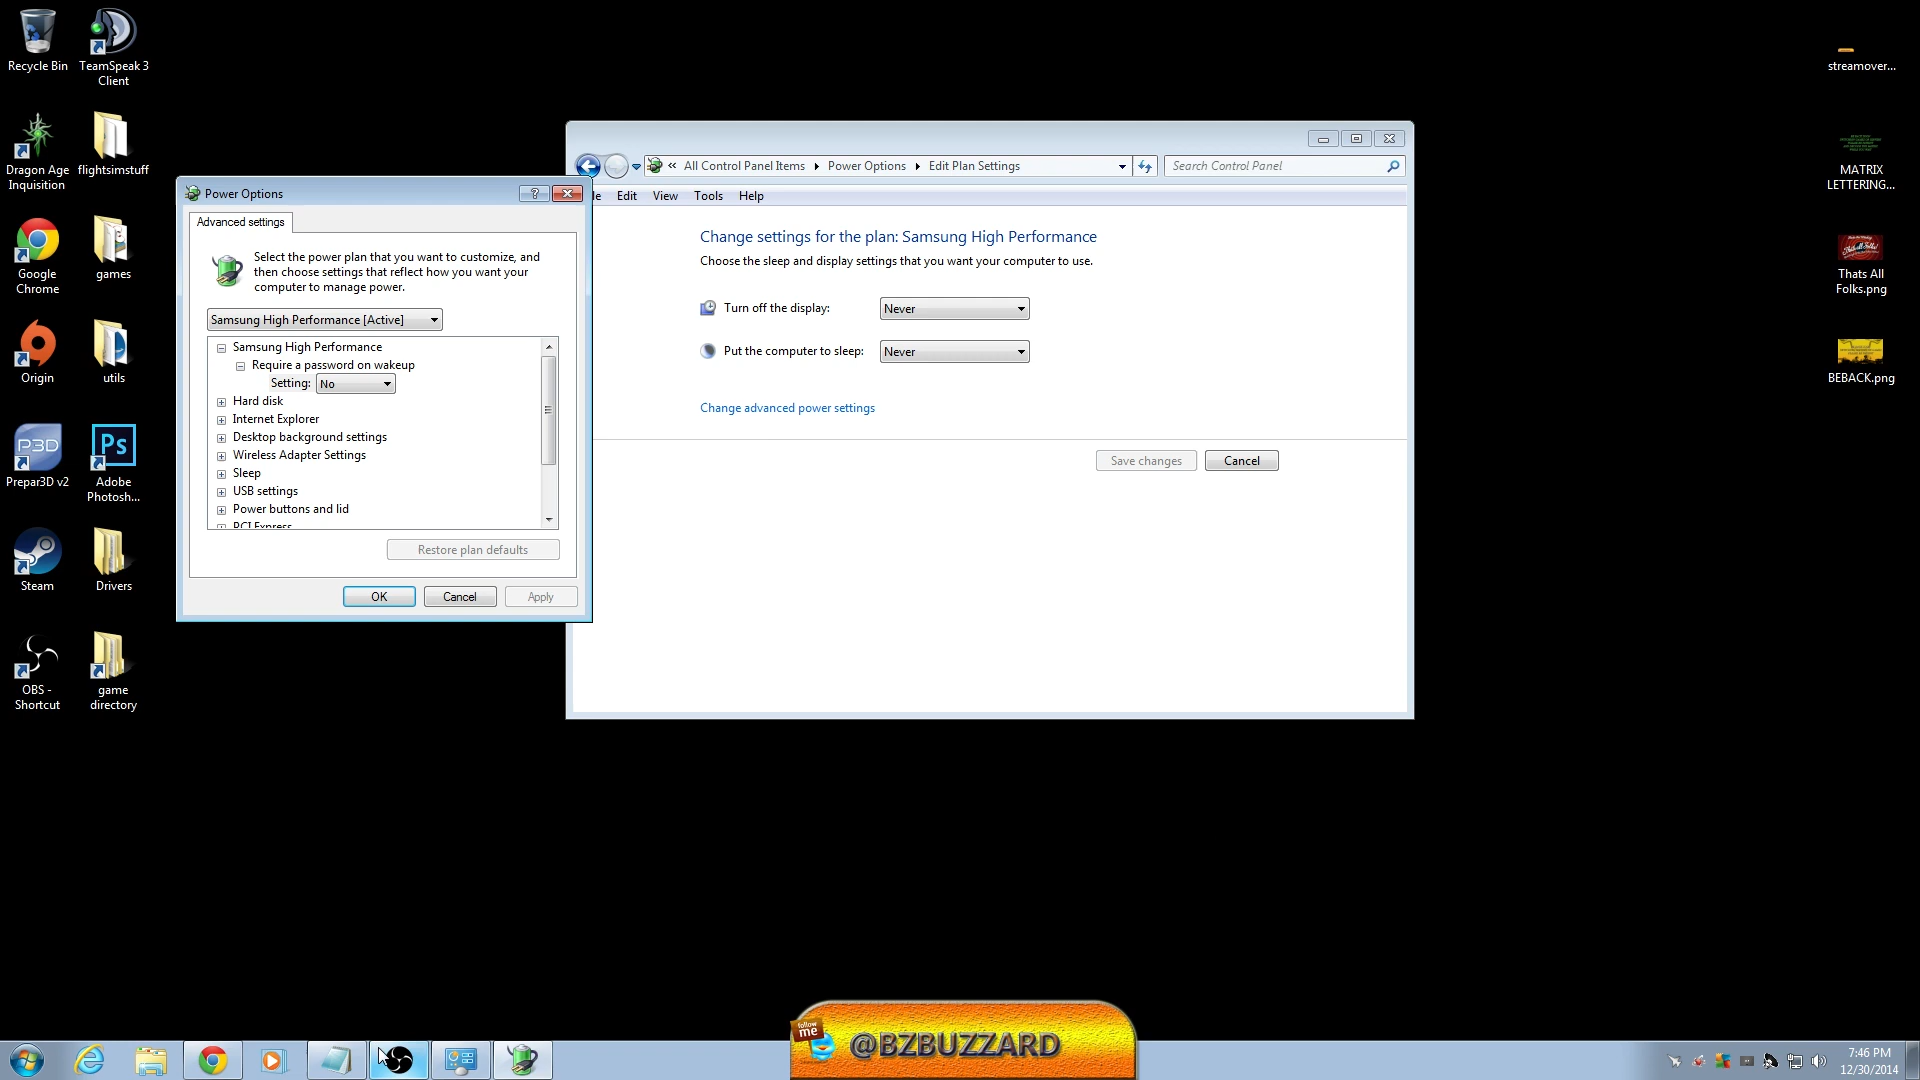 Recycle Bin
TeamSpeak 3
Client
Dragon Age
Inquisition
flightsimstuff
Google
Chrome
games
Origin
utils
P3D
Prepar3D v2
Ps
Adobe
Photosh...
Steam
Drivers
OBS -
Shortcut
game
directory
Power Options
?
Advanced settings
Select the power plan that you want to customize, and
then choose settings that reflect how you want your
computer to manage power.
Samsung High Performance [Active]
Samsung High Performance
Require a password on wakeup
Setting: No
Hard disk
Internet Explorer
Desktop background settings
Wireless Adapter Settings
Sleep
USB settings
Power buttons and lid
PCI Express
Restore plan defaults
OK
Cancel
Apply
« All Control Panel Items
Power Options
Edit Plan Settings
Search Control Panel
le
Edit
View
Tools
Help
Change settings for the plan: Samsung High Performance
Choose the sleep and display settings that you want your computer to use.
Turn off the display:
Never
Put the computer to sleep:
Never
Change advanced power settings
Save changes
Cancel
streamover...
MATRIX
LETTERING...
Thats All
Folks.png
BEBACK.png
follow
me
@BZBUZZARD
7:46 PM
12/30/2014